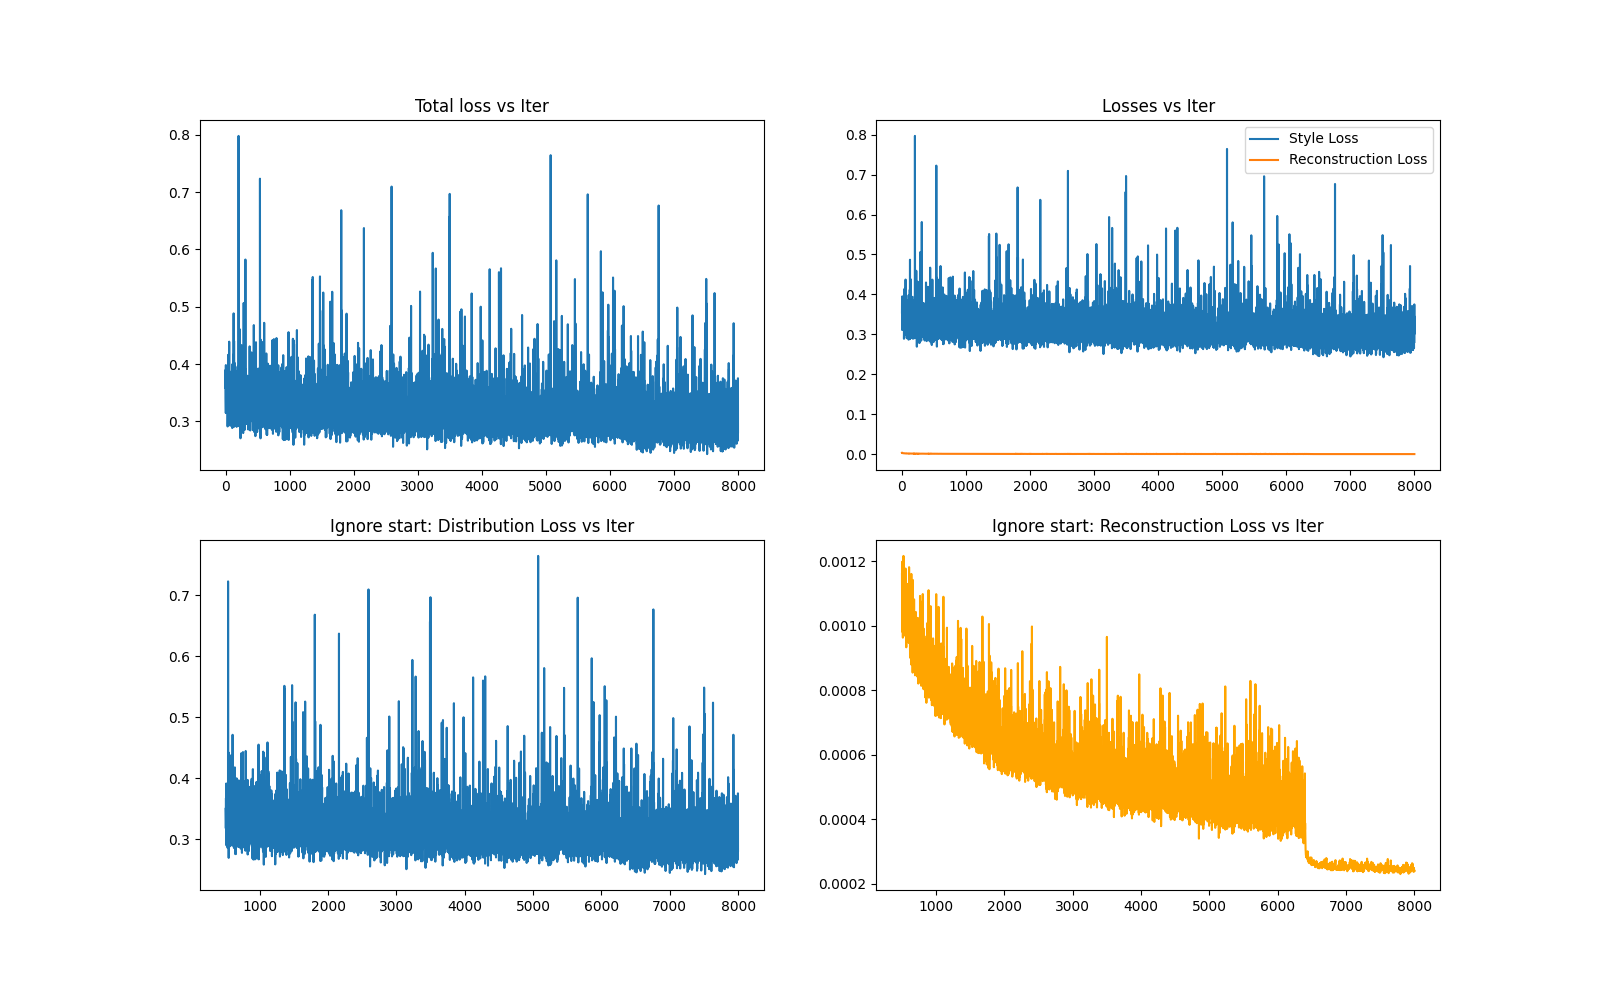 Total loss vs Iter
0.8
0.7
0.6
0.5
0.4
0.3
0 1000 2000 3000 4000 5000 6000 7000 8000
Losses vs Iter
Style Loss
Reconstruction Loss
0.8
0.7
0.6
0.5
0.4
0.3
0.2
0.1
0.0
0 1000 2000 3000 4000 5000 6000 7000 8000
Ignore start: Distribution Loss vs Iter
0.7
0.6
0.5
0.4
0.3
1000 2000 3000 4000 5000 6000 7000 8000
Ignore start: Reconstruction Loss vs Iter
0.0012
0.0010
0.0008
0.0006
0.0004
0.0002
1000 2000 3000 4000 5000 6000 7000 8000